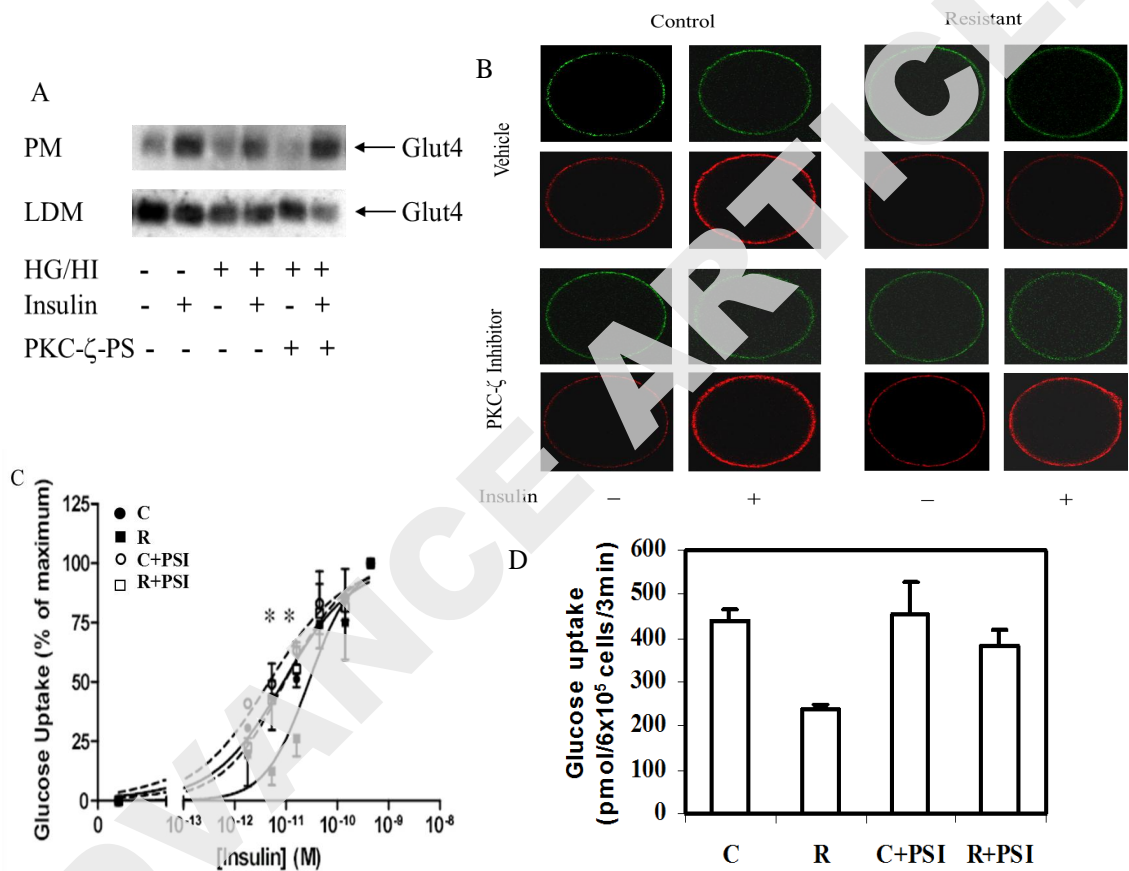 Control
Resistant
B
A
PM
Glut4
LDM
Glut4
HG/HI - - + + + +
Insulin - + - + - +
PKC-ζ-PS - - - - + +
Vehicle
PKC-ζ Inhibitor
Insulin – + – +
C
Glucose Uptake (% of maximum)
125
100
75
50
25
0
C
R
C+PSI
R+PSI
* *
0 10-13 10-12 10-11 10-10 10-9 10-8
[Insulin] (M)
D
Glucose uptake
(pmol/6x10⁵ cells /3min)
600
500
400
300
200
100
0
C R C+PSI R+PSI
ADVANCE ARTICLE